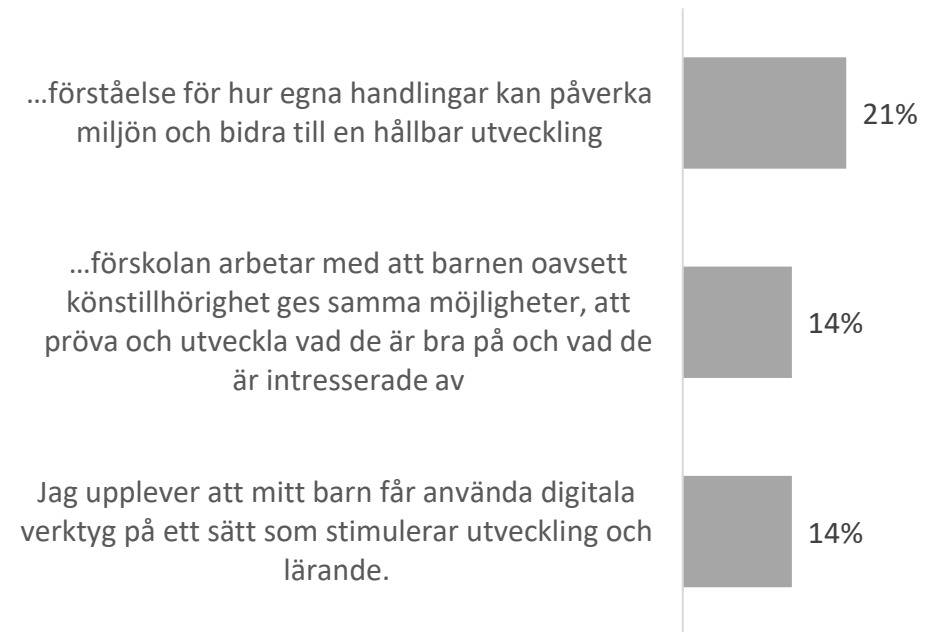 …förståelse för hur egna handlingar kan påverka
miljön och bidra till en hållbar utveckling
21%
…förskolan arbetar med att barnen oavsett
könstillhörighet ges samma möjligheter, att
pröva och utveckla vad de är bra på och vad de
är intresserade av
14%
Jag upplever att mitt barn får använda digitala
verktyg på ett sätt som stimulerar utveckling och
lärande.
14%